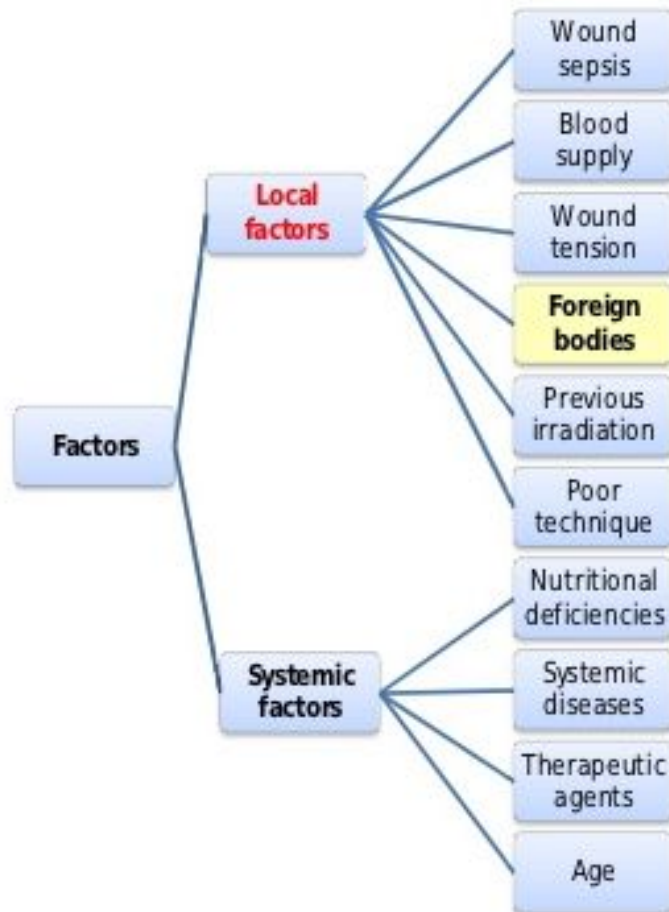 Wound
sepsis
Blood
supply
Local
factors
Wound
tension
Foreign
bodies
Previous
irradiation
Factors
Poor
technique
Nutritional
deficiencies
Systemic
factors
Systemic
diseases
Therapeutic
agents
Age